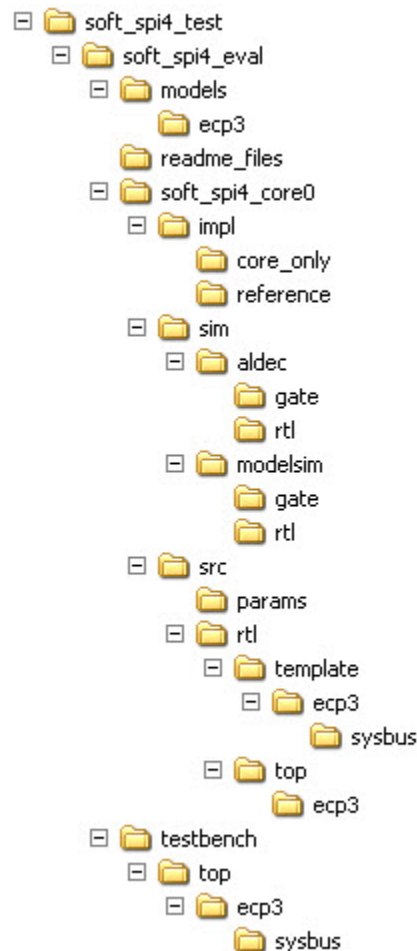 soft_spi4_test
soft_spi4_eval
models
ecp3
readme_files
soft_spi4_core0
impl
core_only
reference
sim
aldec
gate
rtl
modelsim
gate
rtl
src
params
rtl
template
ecp3
sysbus
top
ecp3
testbench
top
ecp3
sysbus